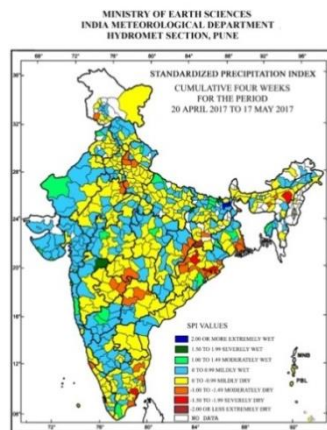 MINISTRY OF EARTH SCIENCES
INDIA METEOROLOGICAL DEPARTMENT
HYDROMET SECTION, PUNE
STANDARDIZED PRECIPITATION INDEX
CUMULATIVE FOUR WEEKS
FOR THE PERIOD
20 APRIL 2017 TO 17 MAY 2017
SPI VALUES
2.00 OR MORE EXTREMELY WET
1.50 TO 1.99 SEVERELY WET
1.00 TO 1.49 MODERATELY WET
0 TO 0.99 MILDLY WET
0 TO -0.99 MILDLY DRY
-1.00 TO -1.49 MODERATELY DRY
-1.50 TO -1.99 SEVERELY DRY
-2.00 OR LESS EXTREMELY DRY
NO DATA